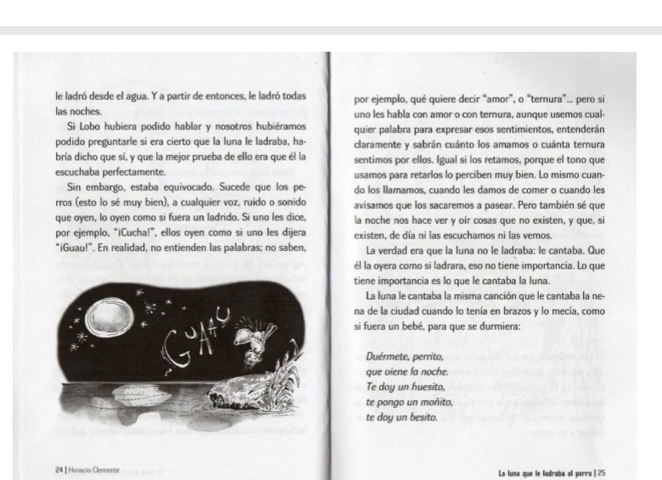 le ladró desde el agua. Y a partir de entonces, le ladró todas
las noches.
Si Lobo hubiera podido hablar y nosotros hubiéramos
podido preguntarle si era cierto que la luna le ladraba, ha-
bría dicho que sí, y que la mejor prueba de ello era que él la
escuchaba perfectamente.
Sin embargo, estaba equivocado. Sucede que los pe-
rros (esto lo sé muy bien), a cualquier voz, ruido o sonido
que oyen, lo oyen como si fuera un ladrido. Si uno les dice,
por ejemplo, "¡Cucha!", ellos oyen como si uno les dijera
"¡Guau!". En realidad, no entienden las palabras; no saben,
GUAU
24 | Horacio Clemente
por ejemplo, qué quiere decir "amor", o "ternura"... pero si
uno les habla con amor o con ternura, aunque usemos cual-
quier palabra para expresar esos sentimientos, entenderán
claramente y sabrán cuánto los amamos o cuánta ternura
sentimos por ellos. Igual si los retamos, porque el tono que
usamos para retarlos lo perciben muy bien. Lo mismo cuan-
do los llamamos, cuando les damos de comer o cuando les
avisamos que los sacaremos a pasear. Pero también sé que
la noche nos hace ver y oír cosas que no existen, y que, si
existen, de día ni las escuchamos ni las vemos.
La verdad era que la luna no le ladraba: le cantaba. Que
él la oyera como si ladrara, eso no tiene importancia. Lo que
tiene importancia es lo que le cantaba la luna.
La luna le cantaba la misma canción que le cantaba la ne-
na de la ciudad cuando lo tenía en brazos y lo mecía, como
si fuera un bebé, para que se durmiera:
Duérmete, perrito,
que viene la noche.
Te doy un huesito,
te pongo un moñito,
te doy un besito.
La luna que le ladraba al perro | 25